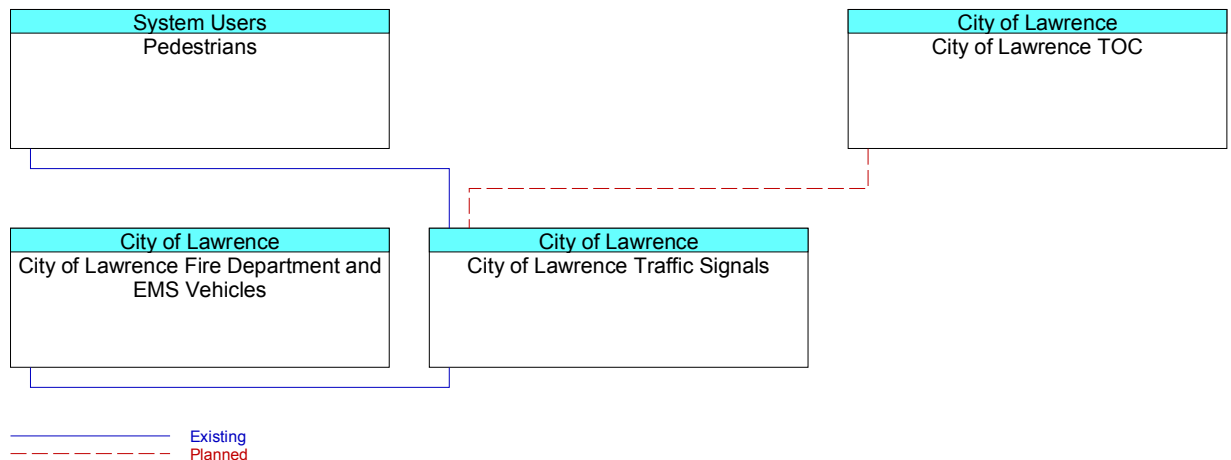 System Users
Pedestrians
City of Lawrence
City of Lawrence TOC
City of Lawrence
City of Lawrence Fire Department and
EMS Vehicles
City of Lawrence
City of Lawrence Traffic Signals
Existing
Planned